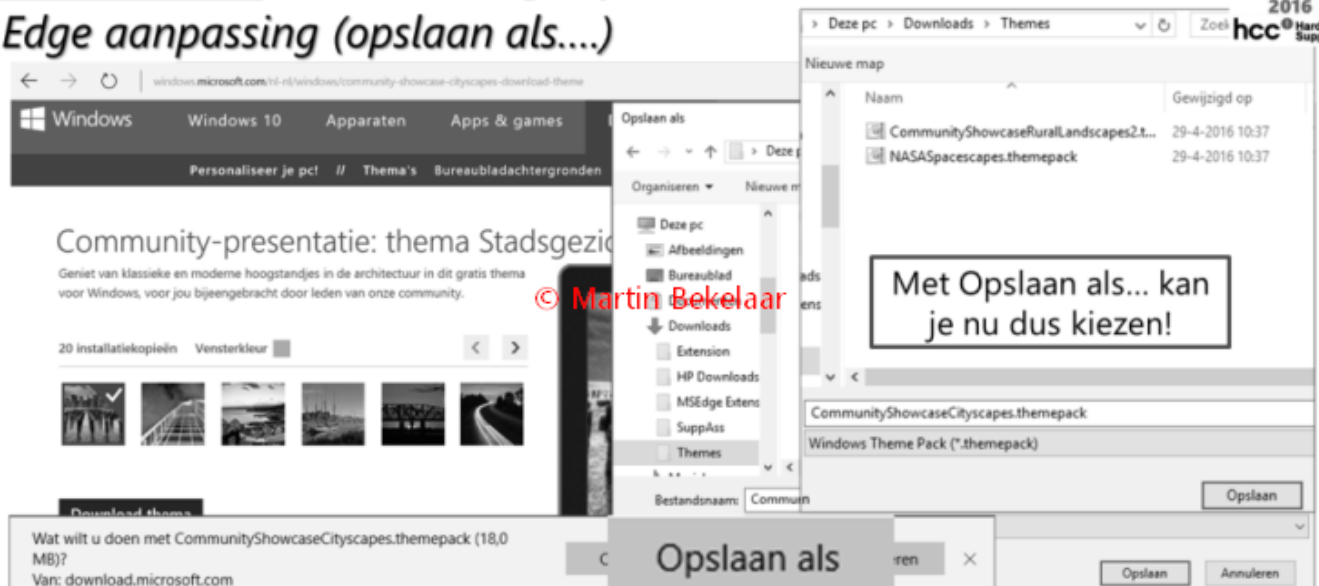 Edge aanpassing (opslaan als....)
2016
hcc
windows.microsoft.com/nl-nl/windows/community-showcase-cityscapes-download-theme
Windows
Windows 10
Apparaten
Apps & games
Personaliseer je pc! // Thema's Bureaubladachtergronden
Community-presentatie: thema Stadsgezic
Geniet van klassieke en moderne hoogstandjes in de architectuur in dit gratis thema
voor Windows, voor jou bijeengebracht door leden van onze community.
20 installatiekopieën Vensterkleur
Download thema
© Martin Bekelaar
Opslaan als
> Deze p
Organiseren
Nieuwe m
Deze pc
Afbeeldingen
Bureaublad
Downloads
Extension
HP Downloads
MSEdge Extens
SuppAss
Themes
Bestandsnaam: Commun
> Deze pc > Downloads > Themes
Zoek
Nieuwe map
Naam
Gewijzigd op
CommunityShowcaseRuralLandscapes2.t... 29-4-2016 10:37
NASASpacescapes.themepack 29-4-2016 10:37
Met Opslaan als... kan
je nu dus kiezen!
CommunityShowcaseCityscapes.themepack
Windows Theme Pack (*.themepack)
Opslaan
Wat wilt u doen met CommunityShowcaseCityscapes.themepack (18,0
MB)?
Van: download.microsoft.com
Opslaan als
Opslaan
Annuleren